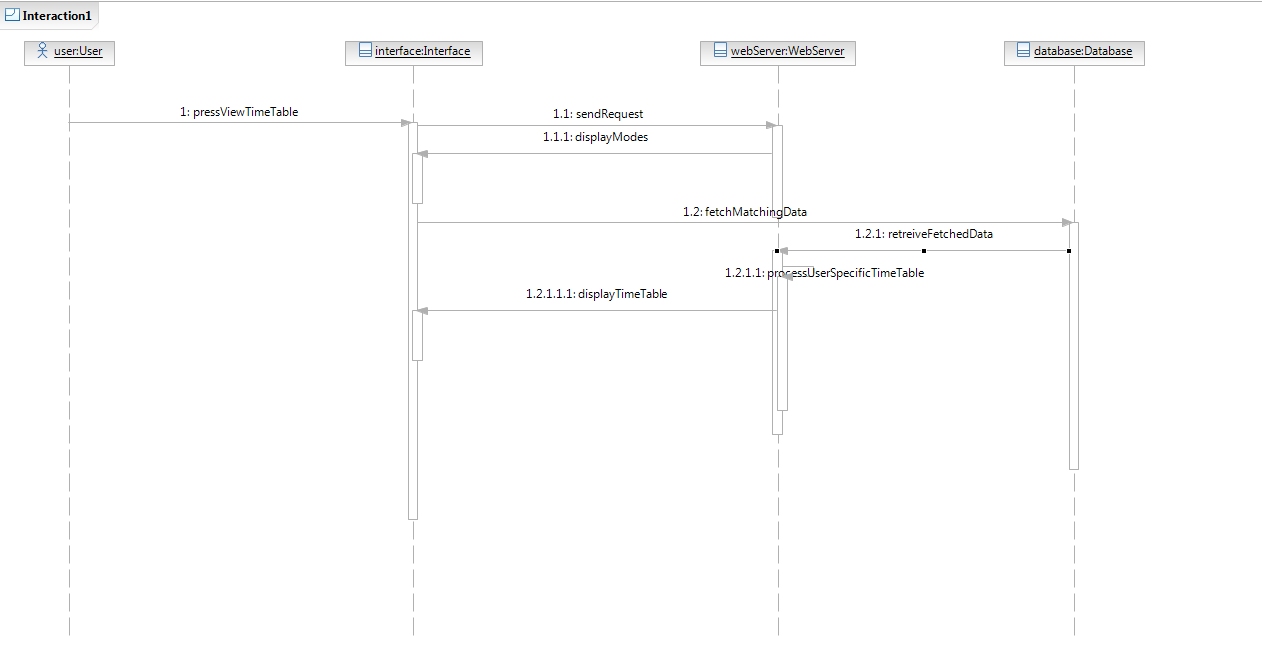 Interaction1
user:User
interface:Interface
webServer:WebServer
database:Database
1: pressViewTimeTable
1.1: sendRequest
1.1.1: displayModes
1.2: fetchMatchingData
1.2.1: retreiveFetchedData
1.2.1.1: processUserSpecificTimeTable
1.2.1.1.1: displayTimeTable